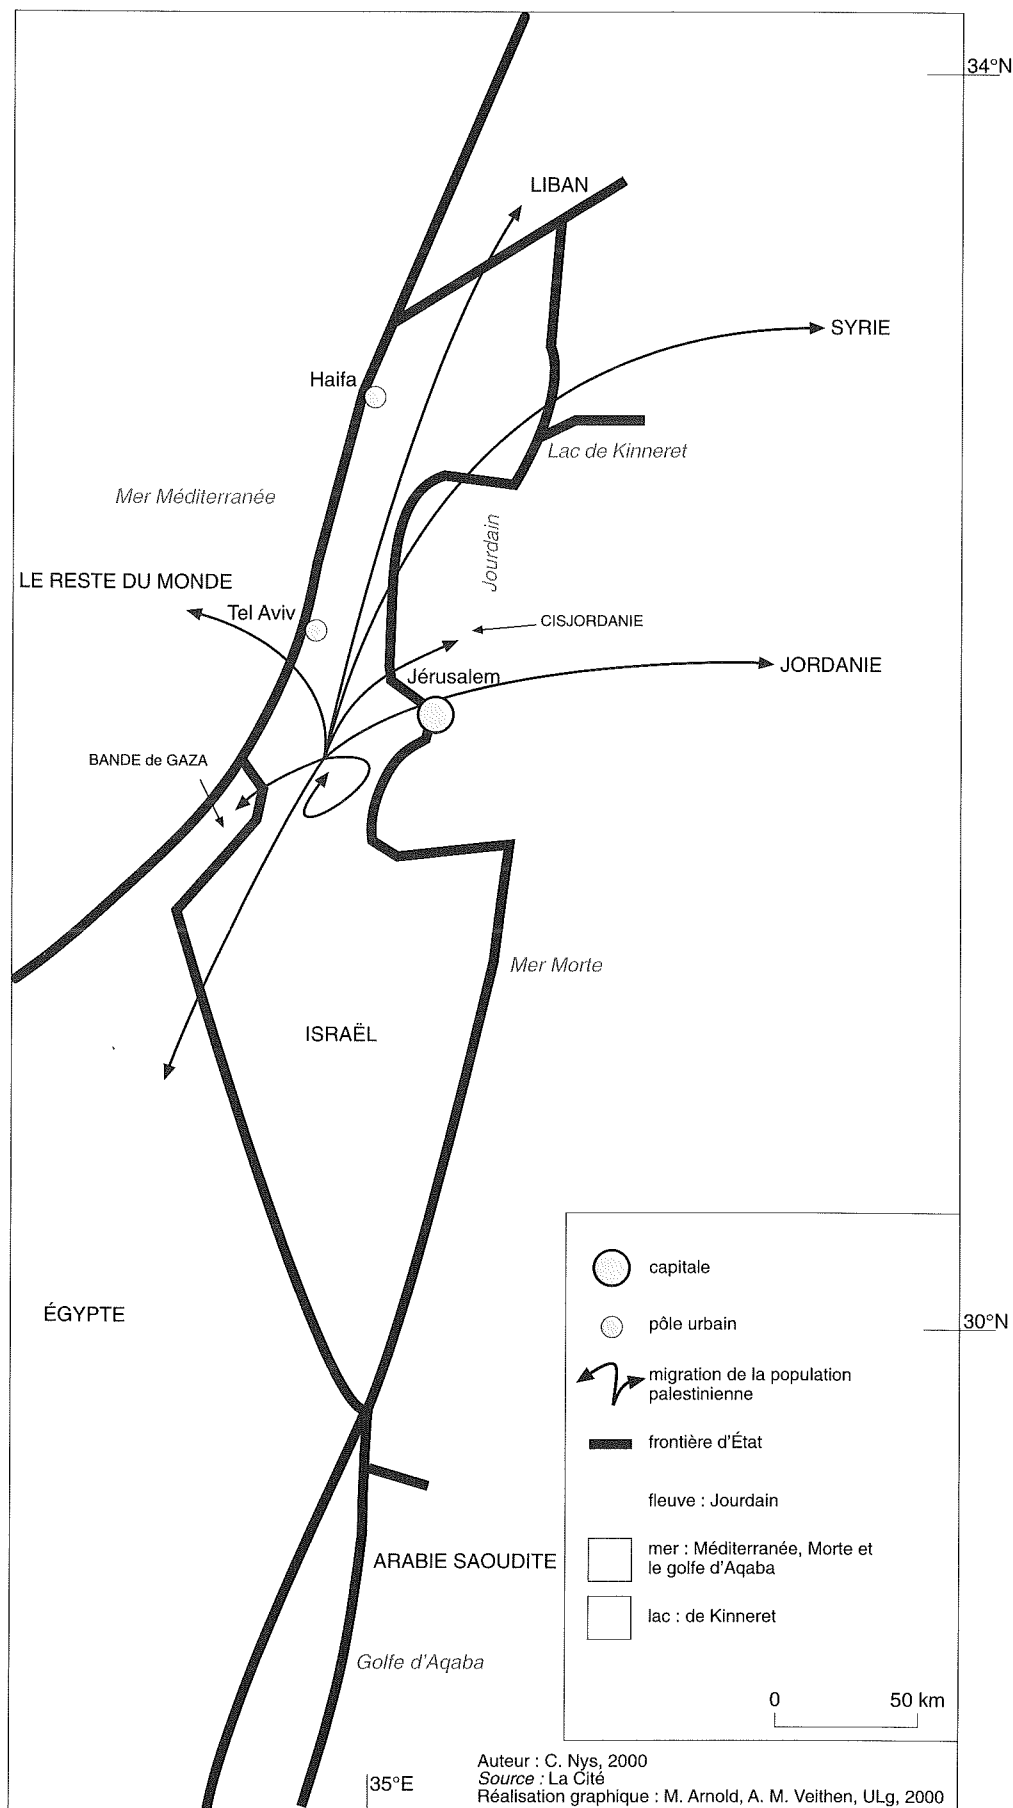 34°N
LIBAN
SYRIE
Haifa
Lac de Kinneret
Mer Méditerranée
Jourdain
LE RESTE DU MONDE
Tel Aviv
CISJORDANIE
JORDANIE
Jérusalem
BANDE de GAZA
Mer Morte
ISRAËL
ÉGYPTE
30°N
capitale
pôle urbain
migration de la population
palestinienne
frontière d'État
fleuve : Jourdain
mer : Méditerranée, Morte et
le golfe d'Aqaba
lac : de Kinneret
0 50 km
ARABIE SAOUDITE
Golfe d'Aqaba
35°E
Auteur : C. Nys, 2000
Source : La Cité
Réalisation graphique : M. Arnold, A. M. Veithen, ULg, 2000